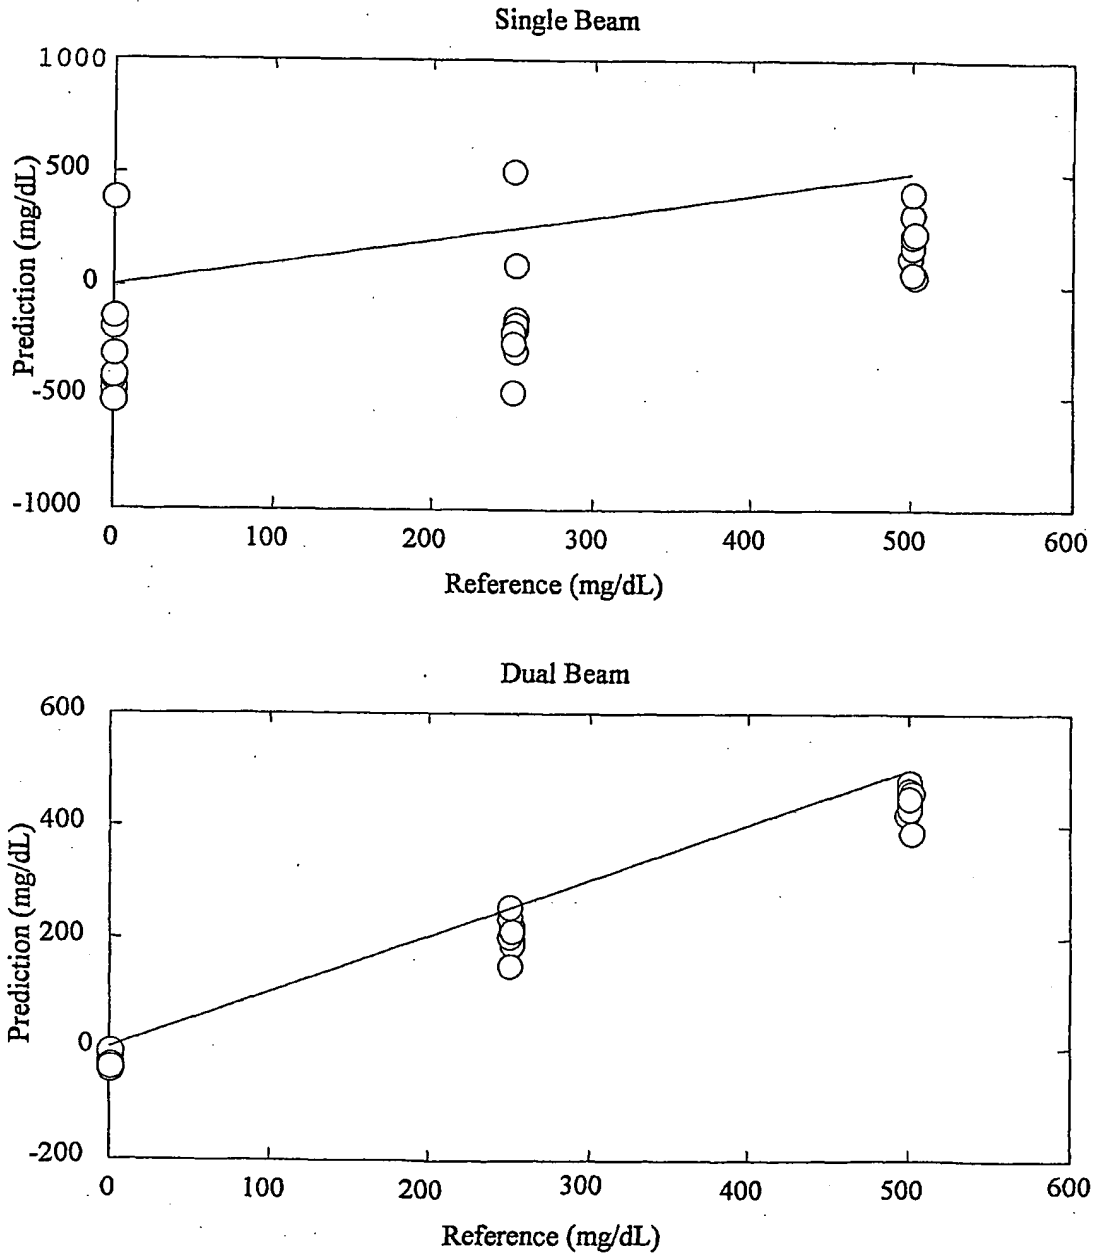 Single Beam
1000
500
0
-500
-1000
Prediction (mg/dL)
0 100 200 300 400 500 600
Reference (mg/dL)
Dual Beam
600
400
200
0
-200
Prediction (mg/dL)
0 100 200 300 400 500 600
Reference (mg/dL)